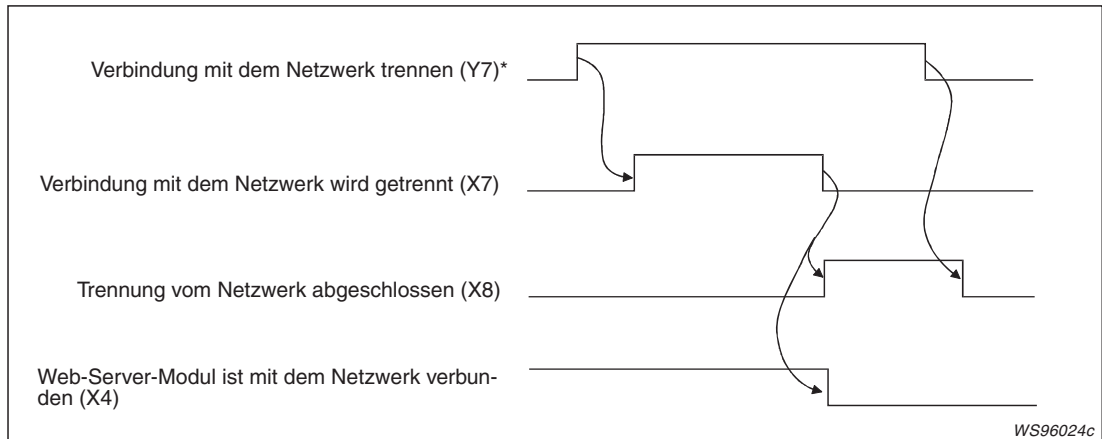 Verbindung mit dem Netzwerk trennen (Y7)*
Verbindung mit dem Netzwerk wird getrennt (X7)
Trennung vom Netzwerk abgeschlossen (X8)
Web-Server-Modul ist mit dem Netzwerk verbun-
den (X4)
WS96024c